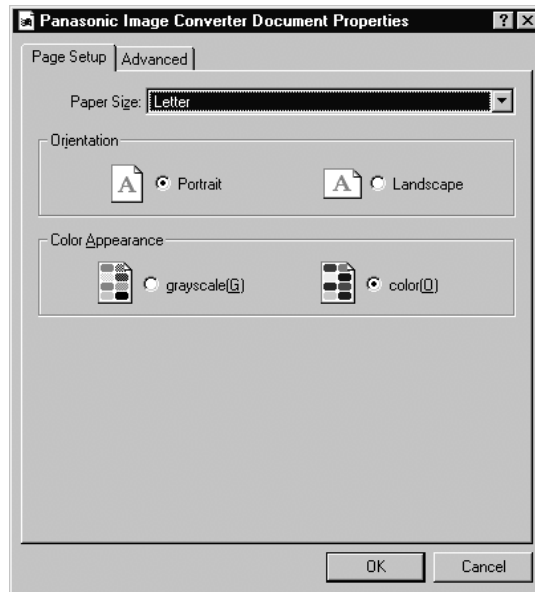 Panasonic Image Converter Document Properties
Page Setup Advanced
Paper Size: Letter
Orientation
A Portrait A Landscape
Color Appearance
grayscale(G) color(O)
OK Cancel